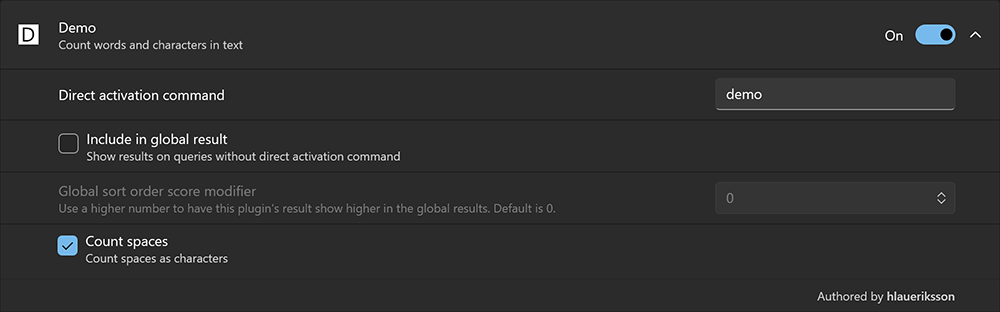 D
Demo
Count words and characters in text
On
Direct activation command
demo
Include in global result
Show results on queries without direct activation command
Global sort order score modifier
Use a higher number to have this plugin's result show higher in the global results. Default is 0.
0
Count spaces
Count spaces as characters
Authored by hlaueriksson